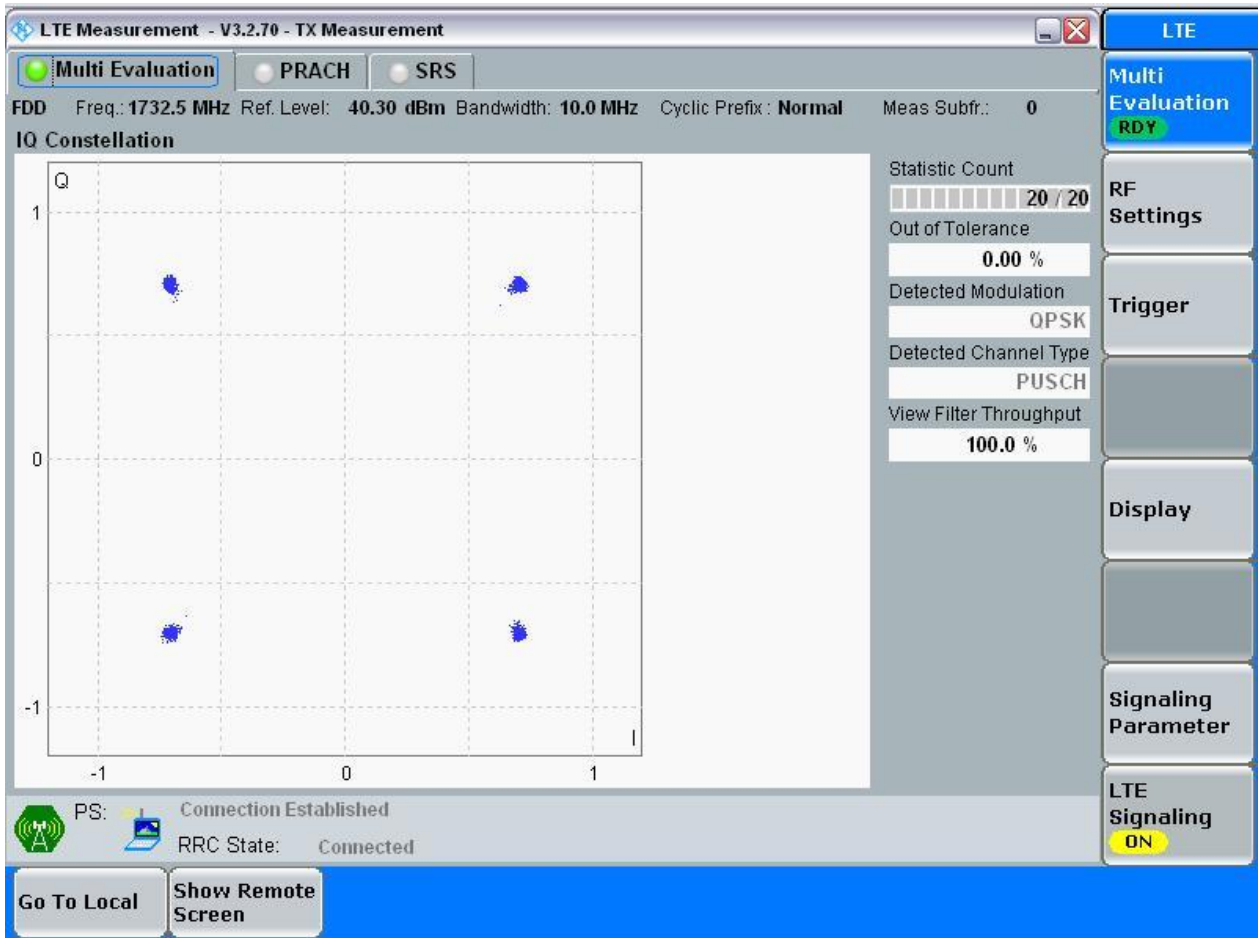 LTE Measurement - V3.2.70 - TX Measurement
LTE
Multi Evaluation PRACH SRS
Multi
Evaluation
RDY
FDD Freq.: 1732.5 MHz Ref. Level: 40.30 dBm Bandwidth: 10.0 MHz Cyclic Prefix : Normal Meas Subfr.: 0
IQ Constellation
Q
1
0
-1
I
-1 0 1
Statistic Count
20 / 20
Out of Tolerance
0.00 %
Detected Modulation
QPSK
Detected Channel Type
PUSCH
View Filter Throughput
100.0 %
RF
Settings
Trigger
Display
Signaling
Parameter
LTE
Signaling
ON
PS: Connection Established
RRC State: Connected
Go To Local
Show Remote
Screen